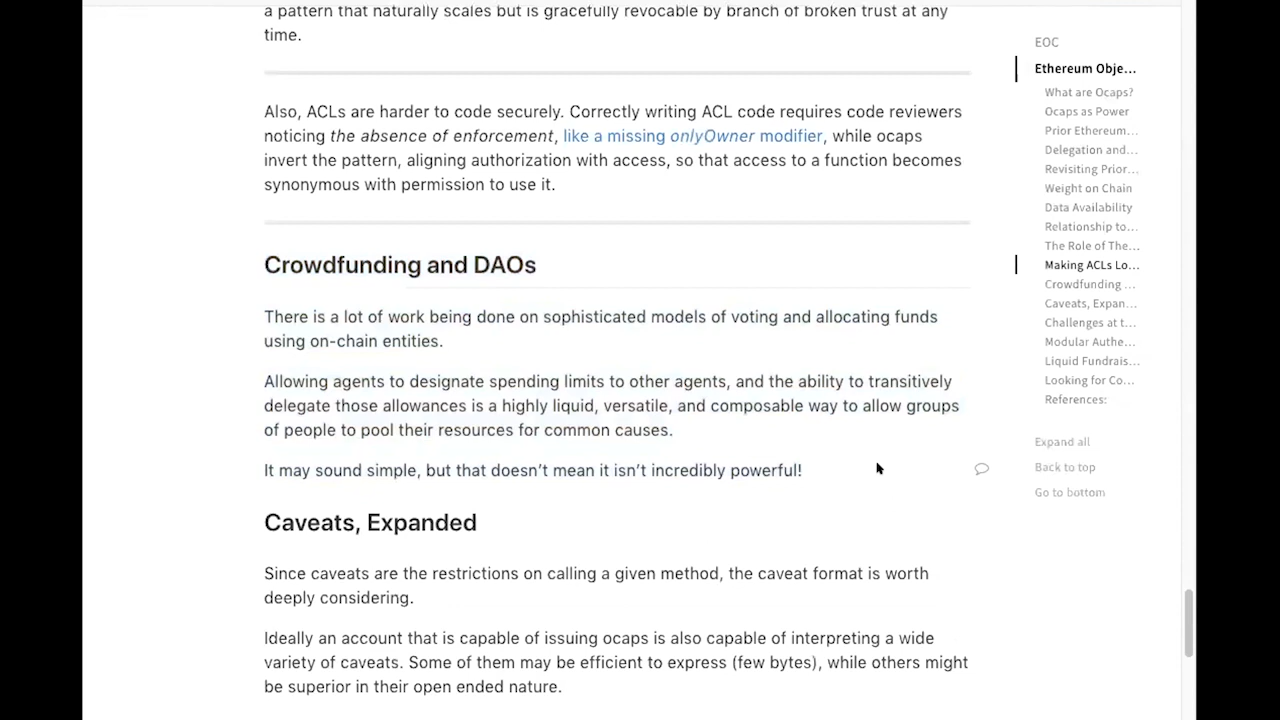 a pattern that naturally scales but is gracefully revocable by branch of broken trust at any
time.
Also, ACLs are harder to code securely. Correctly writing ACL code requires code reviewers
noticing the absence of enforcement, like a missing onlyOwner modifier, while ocaps
invert the pattern, aligning authorization with access, so that access to a function becomes
synonymous with permission to use it.
Crowdfunding and DAOs
There is a lot of work being done on sophisticated models of voting and allocating funds
using on-chain entities.
Allowing agents to designate spending limits to other agents, and the ability to transitively
delegate those allowances is a highly liquid, versatile, and composable way to allow groups
of people to pool their resources for common causes.
It may sound simple, but that doesn’t mean it isn’t incredibly powerful!
Caveats, Expanded
Since caveats are the restrictions on calling a given method, the caveat format is worth
deeply considering.
Ideally an account that is capable of issuing ocaps is also capable of interpreting a wide
variety of caveats. Some of them may be efficient to express (few bytes), while others might
be superior in their open ended nature.
EOC
Ethereum Obje...
What are Ocaps?
Ocaps as Power
Prior Ethereum...
Delegation and...
Revisiting Prior...
Weight on Chain
Data Availability
Relationship to...
The Role of The...
Making ACLs Lo...
Crowdfunding ...
Caveats, Expan...
Challenges at t...
Modular Authe...
Liquid Fundrais...
Looking for Co...
References:
Expand all
Back to top
Go to bottom